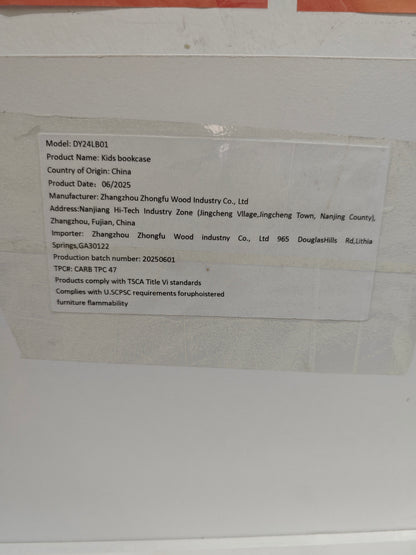 Model: DY24LB01
Product Name: Kids bookcase
Country of Origin: China
Product Date: 06/2025
Manufacturer: Zhangzhou Zhongfu Wood Industry Co., Ltd
Address:Nanjiang Hi-Tech Industry Zone (Jingcheng Vllage,Jingcheng Town, Nanjing County),
Zhangzhou, Fujian, China
Importer: Zhangzhou Zhongfu Wood industny Co., Ltd 965 DouglasHills Rd,Lithia
Springs,GA30122
Production batch number: 20250601
TPC#: CARB TPC 47
Products comply with TSCA Title Vi standards
Complies with U.SCPSC requirements foruphoistered
furniture flammability